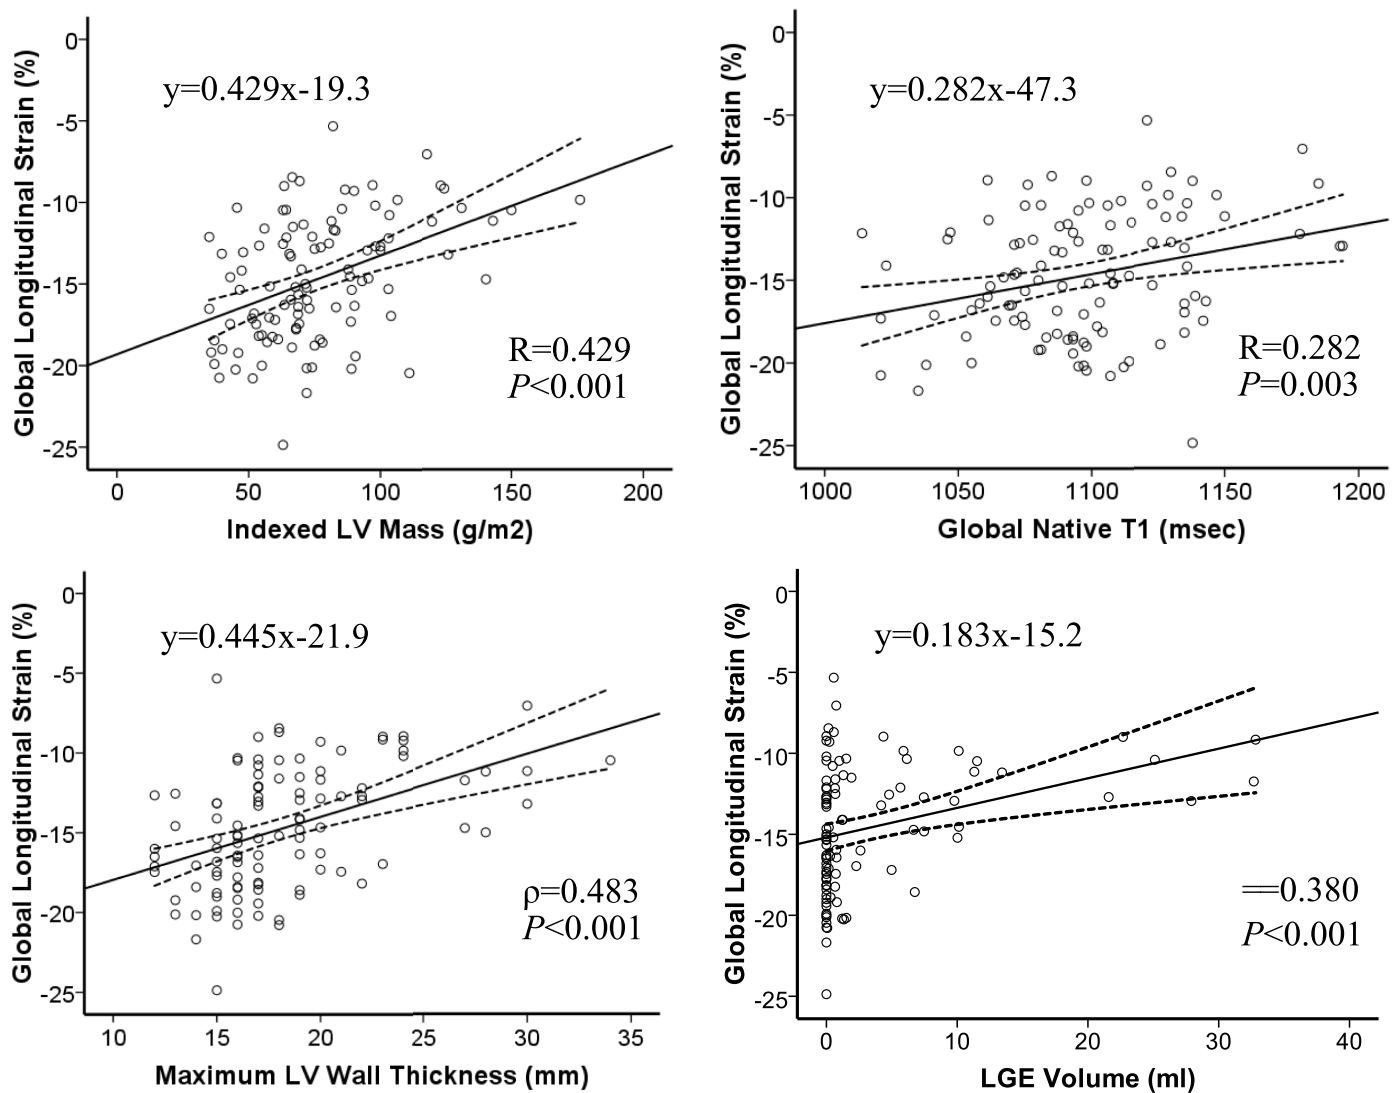 Global Longitudinal Strain (%)
0
-5
-10
-15
-20
-25
y=0.429x-19.3
R=0.429
P<0.001
0 50 100 150 200
Indexed LV Mass (g/m2)
Global Longitudinal Strain (%)
0
-5
-10
-15
-20
-25
y=0.282x-47.3
R=0.282
P=0.003
1000 1050 1100 1150 1200
Global Native T1 (msec)
Global Longitudinal Strain (%)
0
-5
-10
-15
-20
-25
y=0.445x-21.9
ρ=0.483
P<0.001
10 15 20 25 30 35
Maximum LV Wall Thickness (mm)
Global Longitudinal Strain (%)
0
-5
-10
-15
-20
-25
y=0.183x-15.2
==0.380
P<0.001
0 10 20 30 40
LGE Volume (ml)